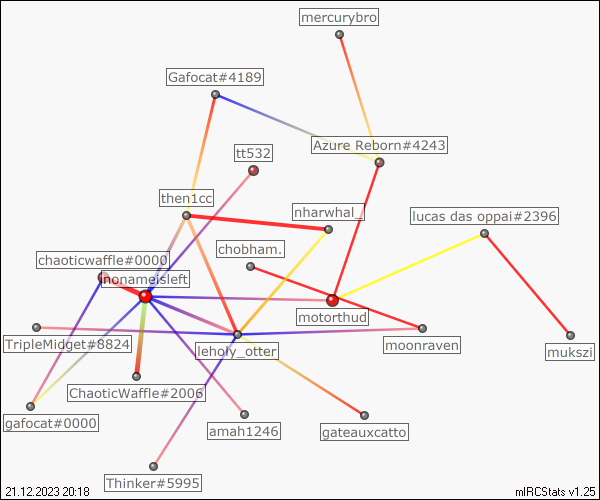 mercurybro
Gafocat#4189
Azure Reborn#4243
tt532
then1cc
nharwhal_
lucas das oppai#2396
chobham.
chaoticwaffle#0000
nonameisleft
motorthud
TripleMidget#8824
leholy_otter
moonraven
mukszi
ChaoticWaffle#2006
gafocat#0000
amah1246
gateauxcatto
Thinker#5995
21.12.2023 20:18
mIRCStats v1.25